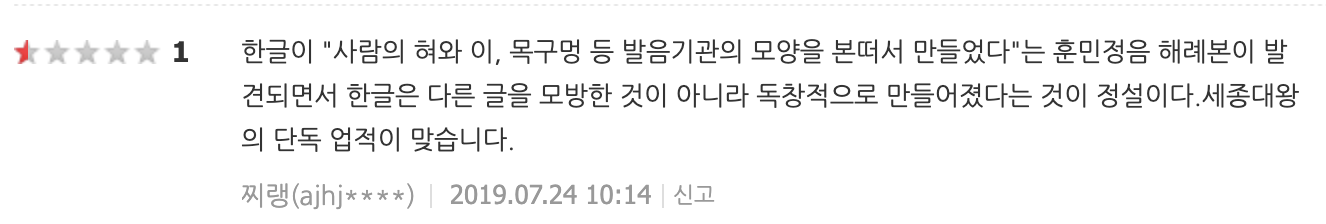 1
한글이 "사람의 혀와 이, 목구멍 등 발음기관의 모양을 본떠서 만들었다"는 훈민정음 해례본이 발
견되면서 한글은 다른 글을 모방한 것이 아니라 독창적으로 만들어졌다는 것이 정설이다.세종대왕
의 단독 업적이 맞습니다.
찌랭(ajhj****) | 2019.07.24 10:14 | 신고